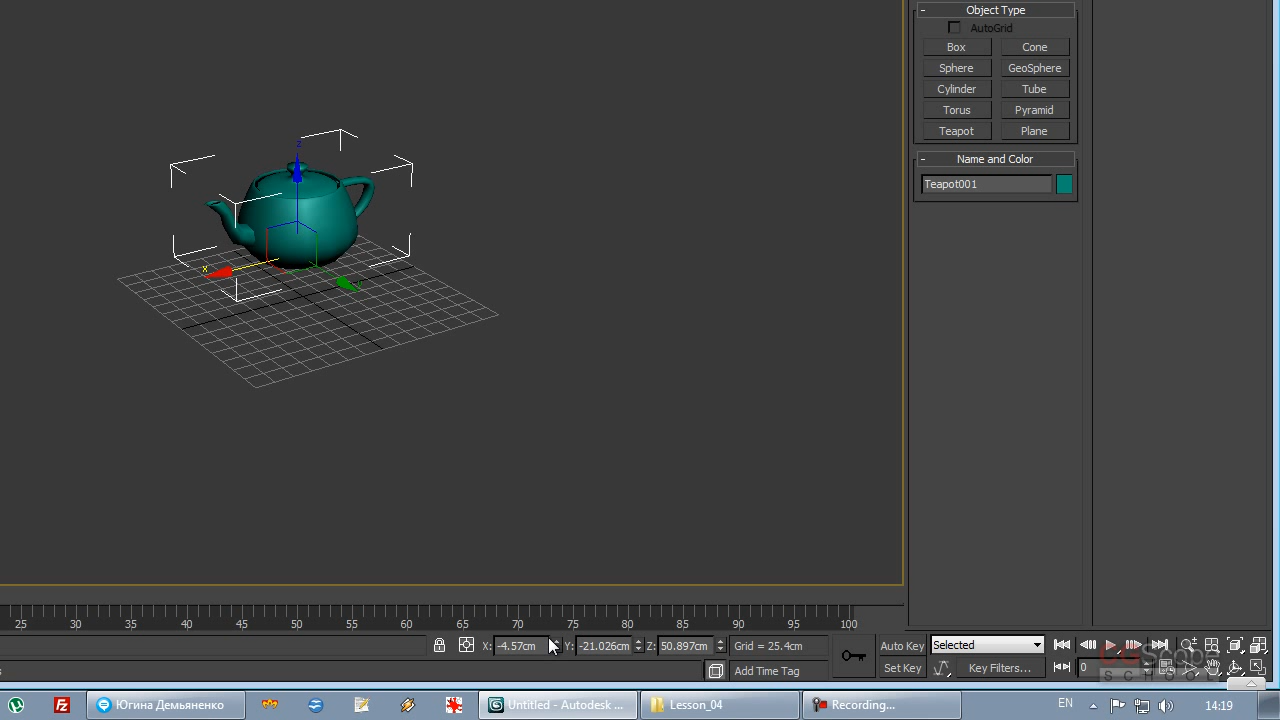 - Object Type
AutoGrid
Box Cone
Sphere GeoSphere
Cylinder Tube
Torus Pyramid
Teapot Plane
- Name and Color
Teapot001
z
x
25 30 35 40 45 50 55 60 65 70 75 80 85 90 95 100
X: -4.57cm Y: -21.026cm Z: 50.897cm Grid = 25.4cm Auto Key Selected
Add Time Tag Set Key Key Filters... 0
CGScope
SCHOOL
Югина Демьяненко Untitled - Autodesk ... Lesson_04 Recording... EN 14:19